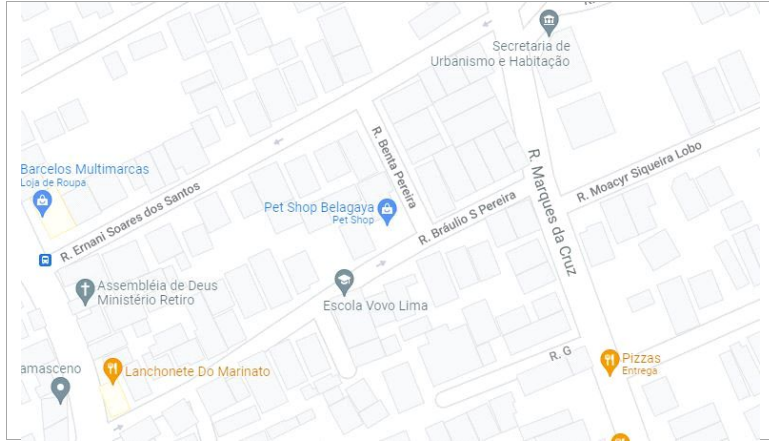 Secretaria de
Urbanismo e Habitação
R. Benta Pereira
R. Marques da Cruz
R. Moacyr Siqueira Lobo
Barcelos Multimarcas
Loja de Roupa
R. Ernani Soares dos Santos
Pet Shop Belagaya
Pet Shop
R. Bráulio S Pereira
Assembléia de Deus
Ministério Retiro
Escola Vovo Lima
R. G
Pizzas
Entrega
amasceno
Lanchonete Do Marinato